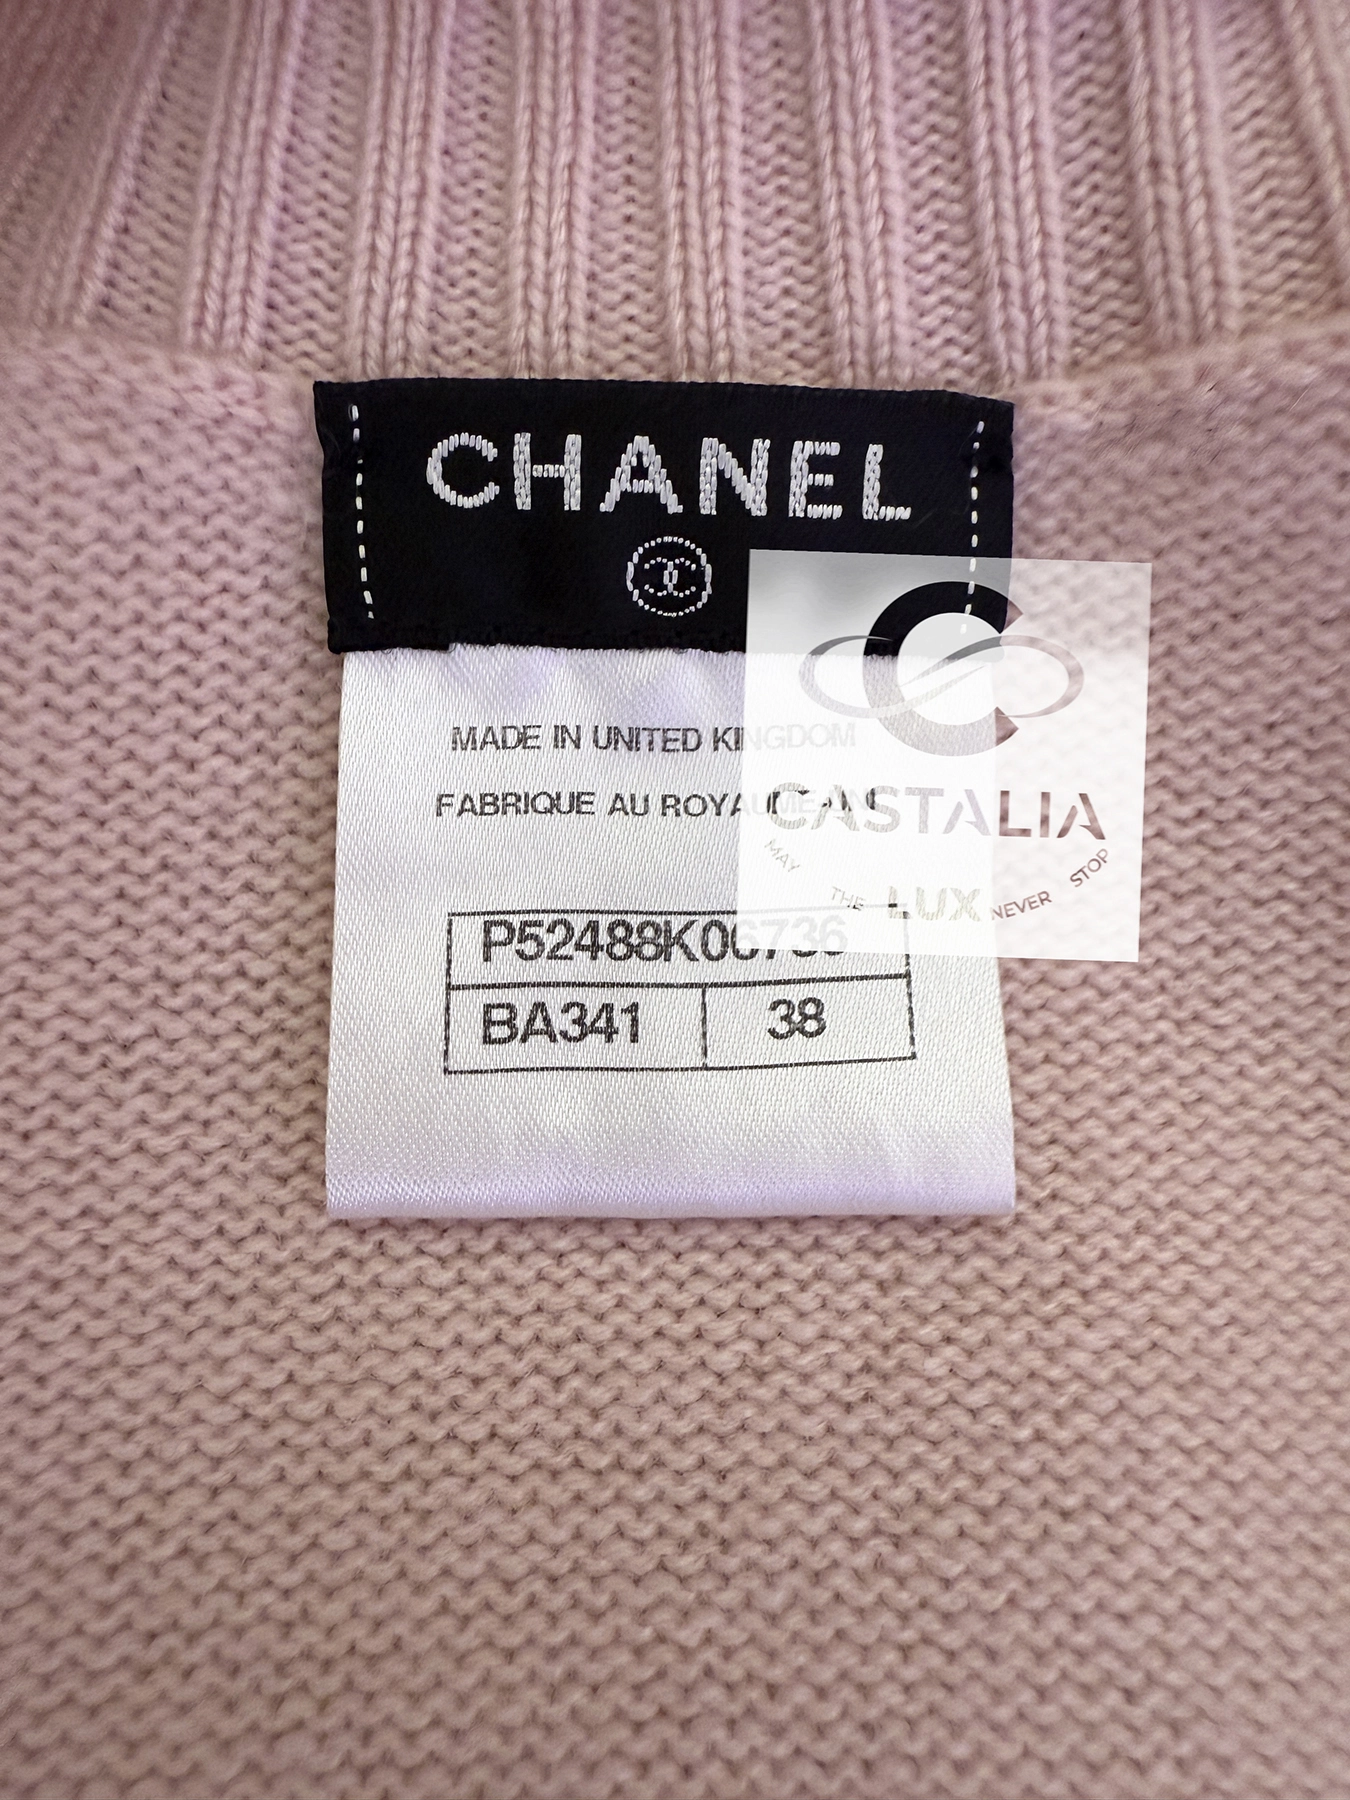 CHANEL
MADE IN UNITED KINGDOM
FABRIQUE AU ROYAUME-UNI
P52488K06736
BA341 38
CASTALIA
MAY THE LUX NEVER STOP